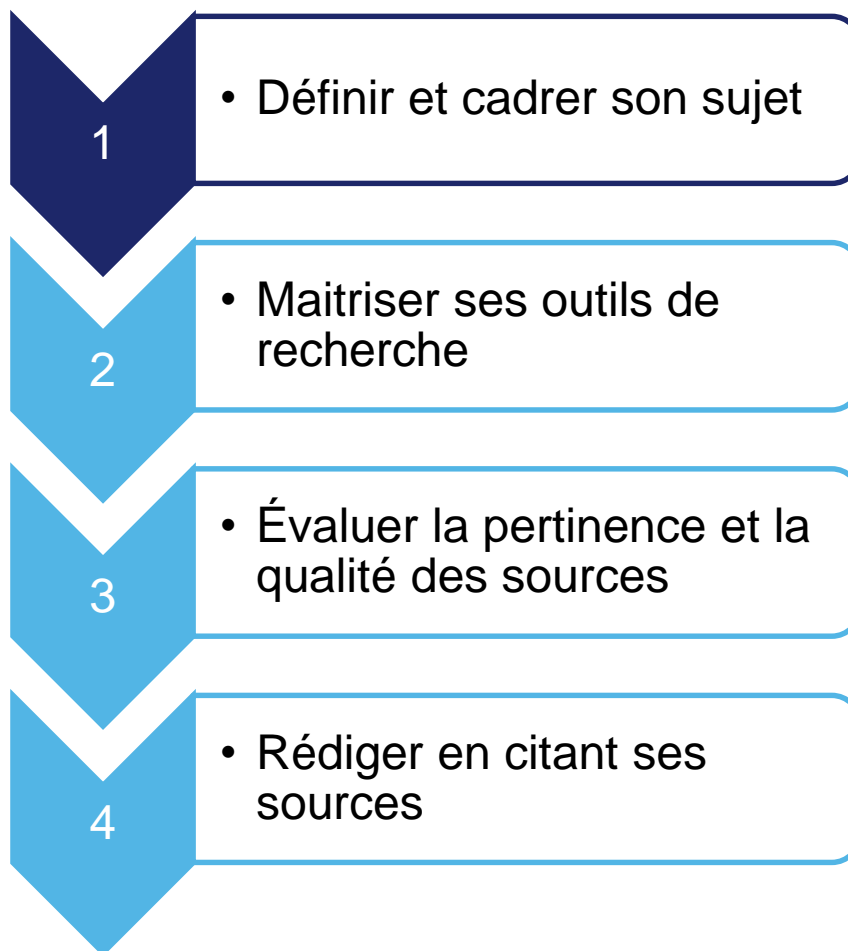 1
• Définir et cadrer son sujet
2
• Maitriser ses outils de
recherche
3
• Évaluer la pertinence et la
qualité des sources
4
• Rédiger en citant ses
sources